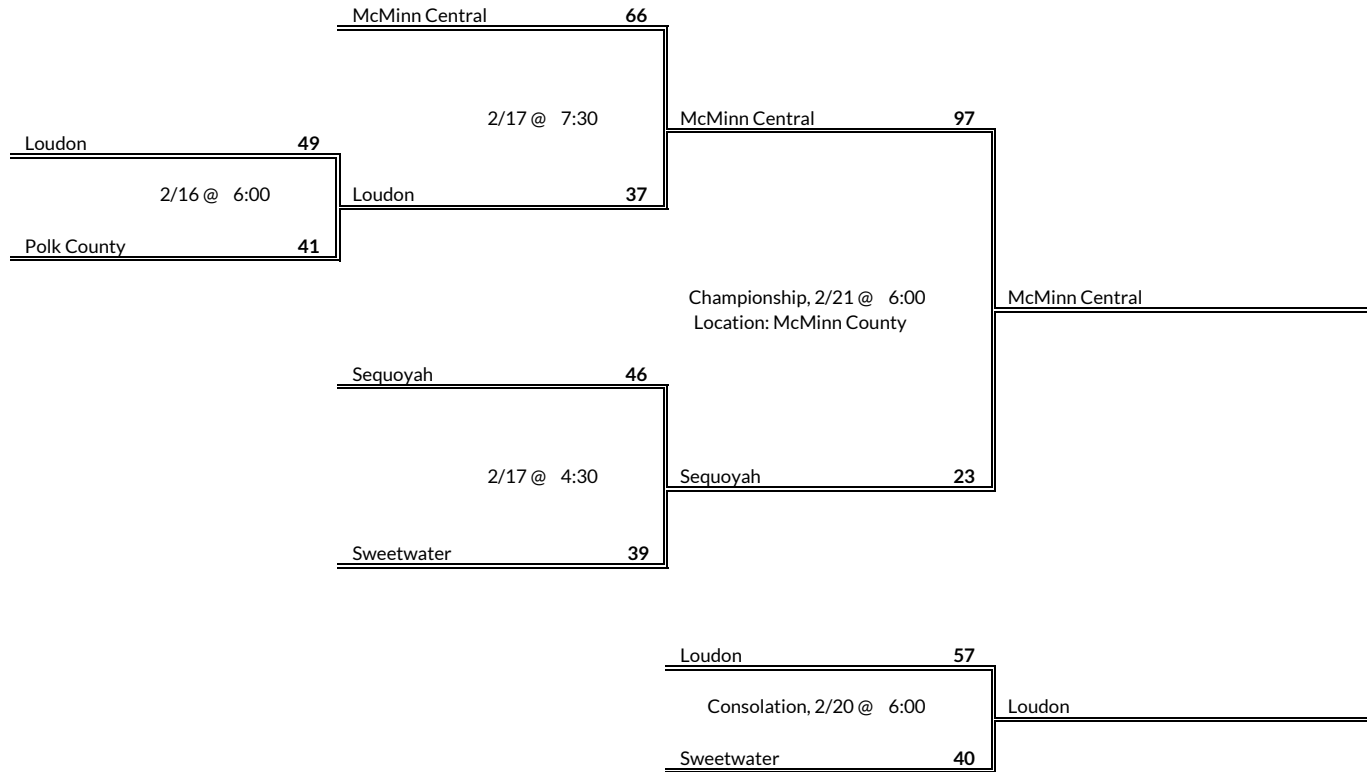 McMinn Central 66
2/17 @ 7:30
McMinn Central 97
Loudon 49
2/16 @ 6:00
Loudon 37
Polk County 41
Championship, 2/21 @ 6:00
McMinn Central
Location: McMinn County
Sequoyah 46
2/17 @ 4:30
Sequoyah 23
Sweetwater 39
Loudon 57
Consolation, 2/20 @ 6:00
Loudon
Sweetwater 40